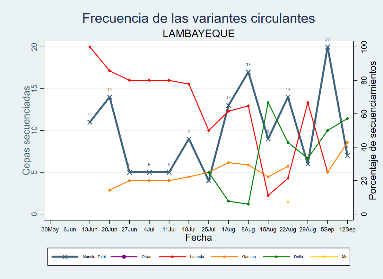 Frecuencia de las variantes circulantes
LAMBAYEQUE
Cepas secuenciadas
20
15
10
5
0
Porcentaje de secuenciamientos
100
80
60
40
20
0
30May 6Jun 13Jun 20Jun 27Jun 4Jul 11Jul 18Jul 25Jul 1Ago 8Ago 15Ago 22Ago 29Ago 5Sep 12Sep
Fecha
Total Otras Lambda Gamma Delta Mu